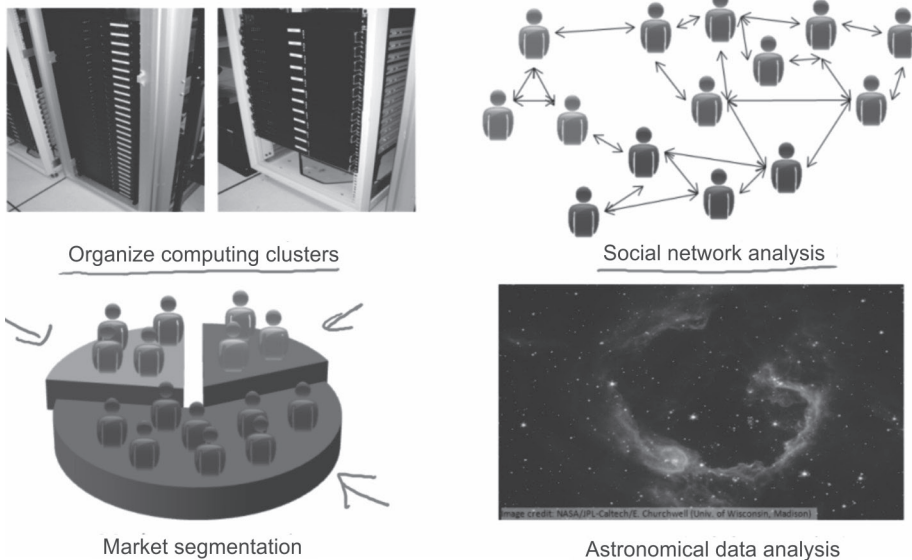 Organize computing clusters
Social network analysis
Market segmentation
Image credit: NASA/JPL-Caltech/E. Churchwell (Univ. of Wisconsin, Madison)
Astronomical data analysis